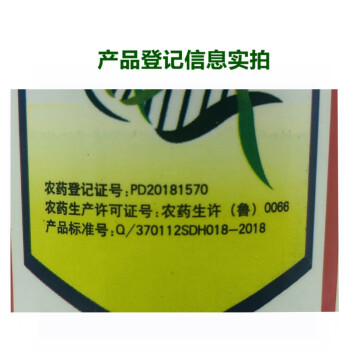 产品登记信息实拍
农药登记证号:PD20181570
农药生产许可证号:农药生许（鲁）0066
产品标准号:Q/370112SDH018-2018